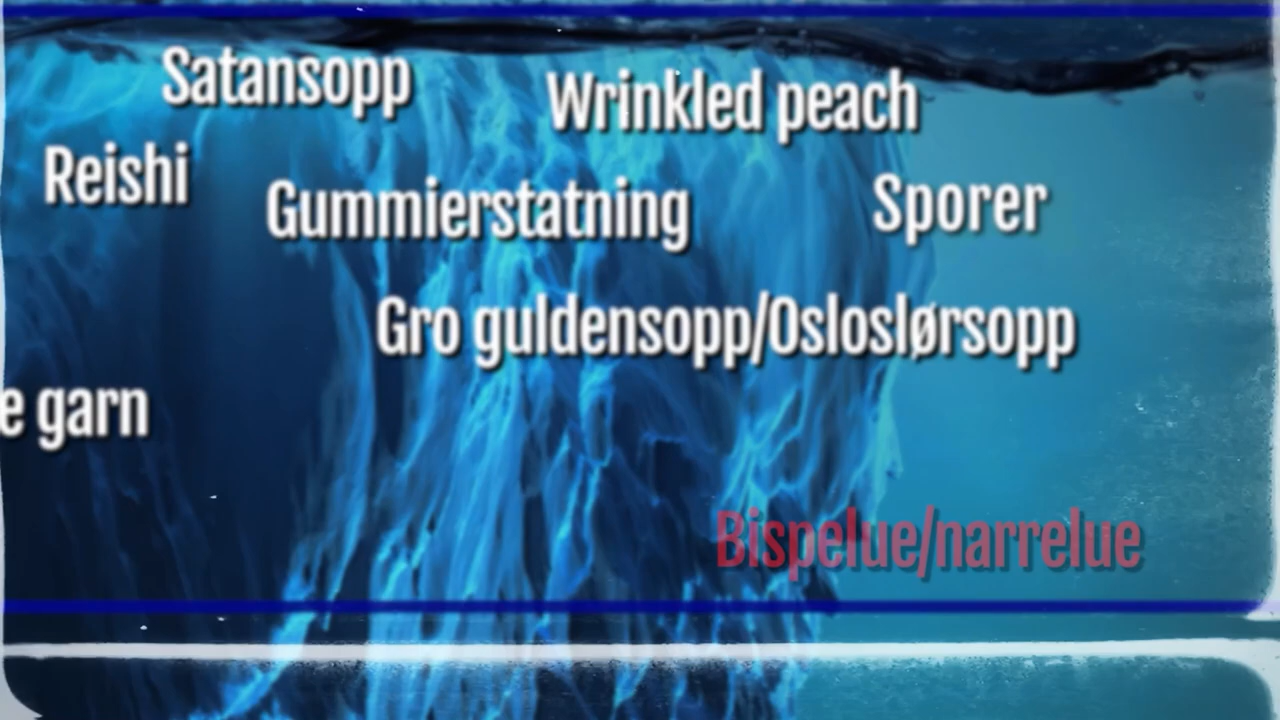 Satansopp
Wrinkled peach
Reishi
Gummierstatning
Sporer
Gro guldensopp/Osloslørsopp
e garn
Bispelue/narrelue